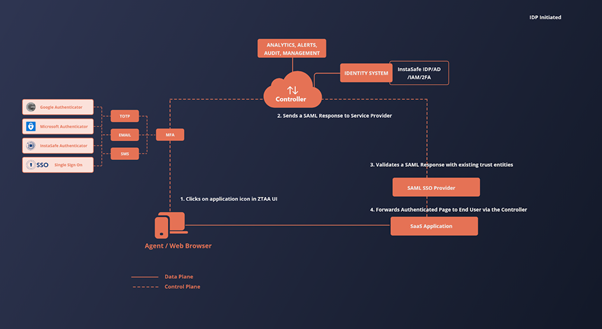 IDP Initiated
ANALYTICS, ALERTS,
AUDIT, MANAGEMENT
IDENTITY SYSTEM
InstaSafe IDP/AD
/IAM/2FA
Controller
2. Sends a SAML Response to Service Provider
Google Authenticator
Microsoft Authenticator
InstaSafe Authenticator
SSO Single Sign On
TOTP
EMAIL
SMS
MFA
3. Validates a SAML Response with existing trust entities
SAML SSO Provider
1. Clicks on application icon in ZTAA UI
4. Forwards Authenticated Page to End User via the Controller
SaaS Application
Agent / Web Browser
Data Plane
Control Plane